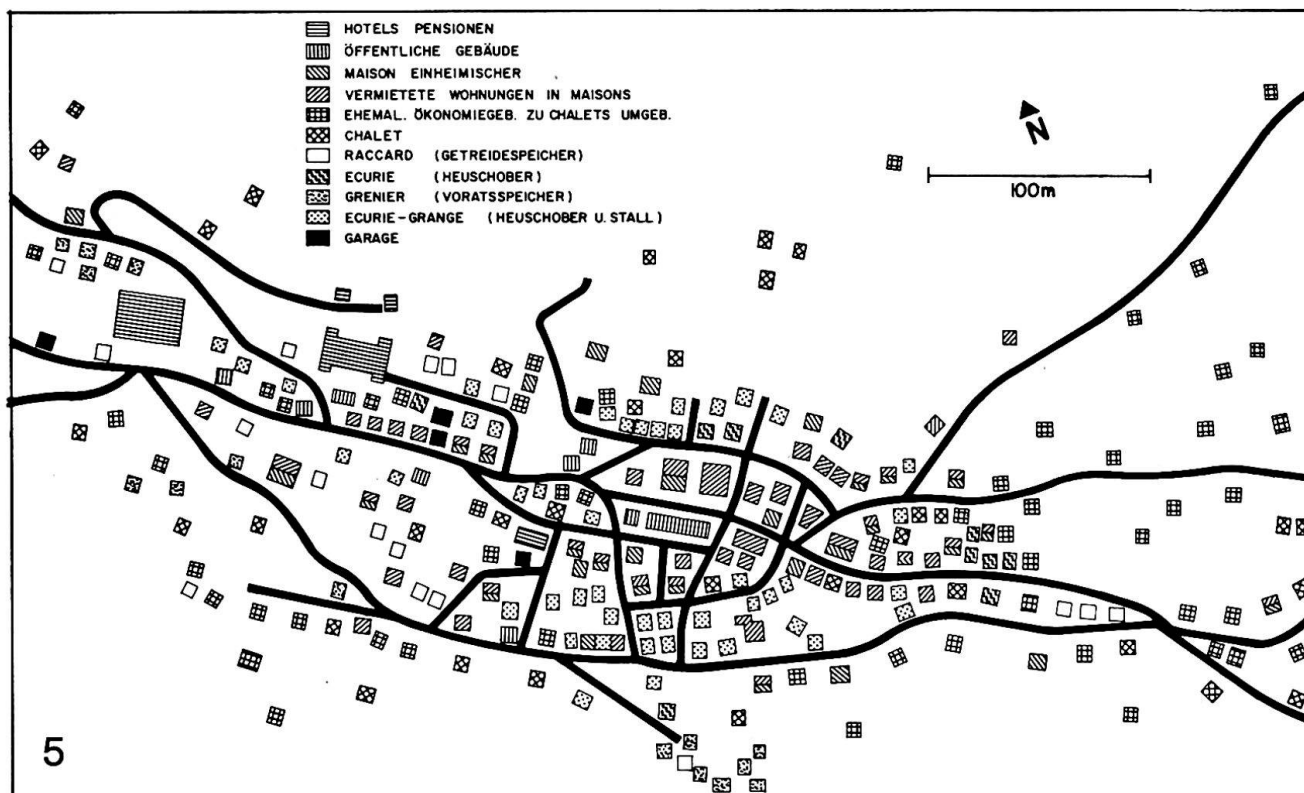 HOTELS PENSIONEN
ÖFFENTLICHE GEBÄUDE
MAISON EINHEIMISCHER
VERMIETETE WOHNUNGEN IN MAISONS
EHEMAL. ÖKONOMIEGEB. ZU CHALETS UMGEB.
CHALET
RACCARD (GETREIDESPEICHER)
ECURIE (HEUSCHOBER)
GRENIER (VORATSSPEICHER)
ECURIE-GRANGE (HEUSCHOBER U. STALL)
GARAGE
N
100m
5